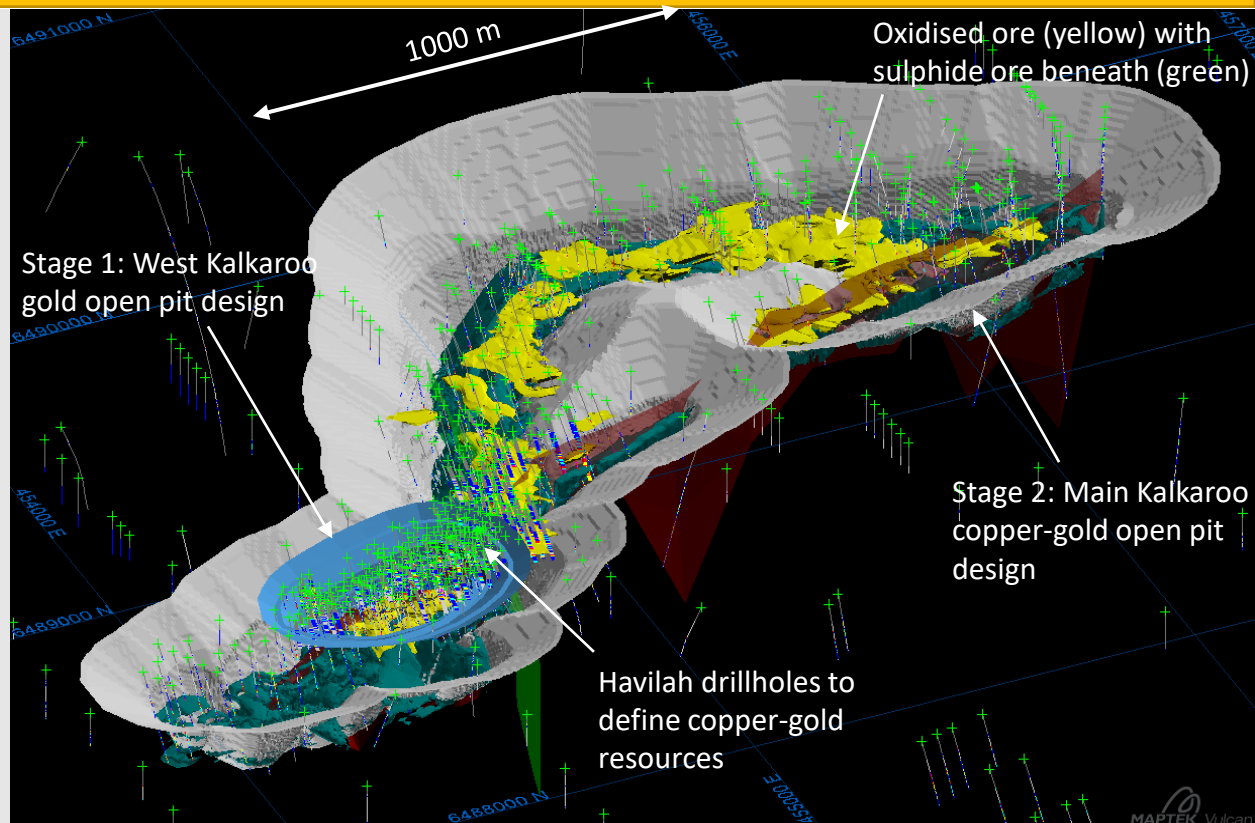 6491000 N
1000 m
456000 E
457000 E
Oxidised ore (yellow) with
sulphide ore beneath (green)
Stage 1: West Kalkaroo
gold open pit design
6490000 N
454000 E
Stage 2: Main Kalkaroo
copper-gold open pit
design
6489000 N
Havilah drillholes to
define copper-gold
resources
6488000 N
455000 E
MAPTEK Vulcan